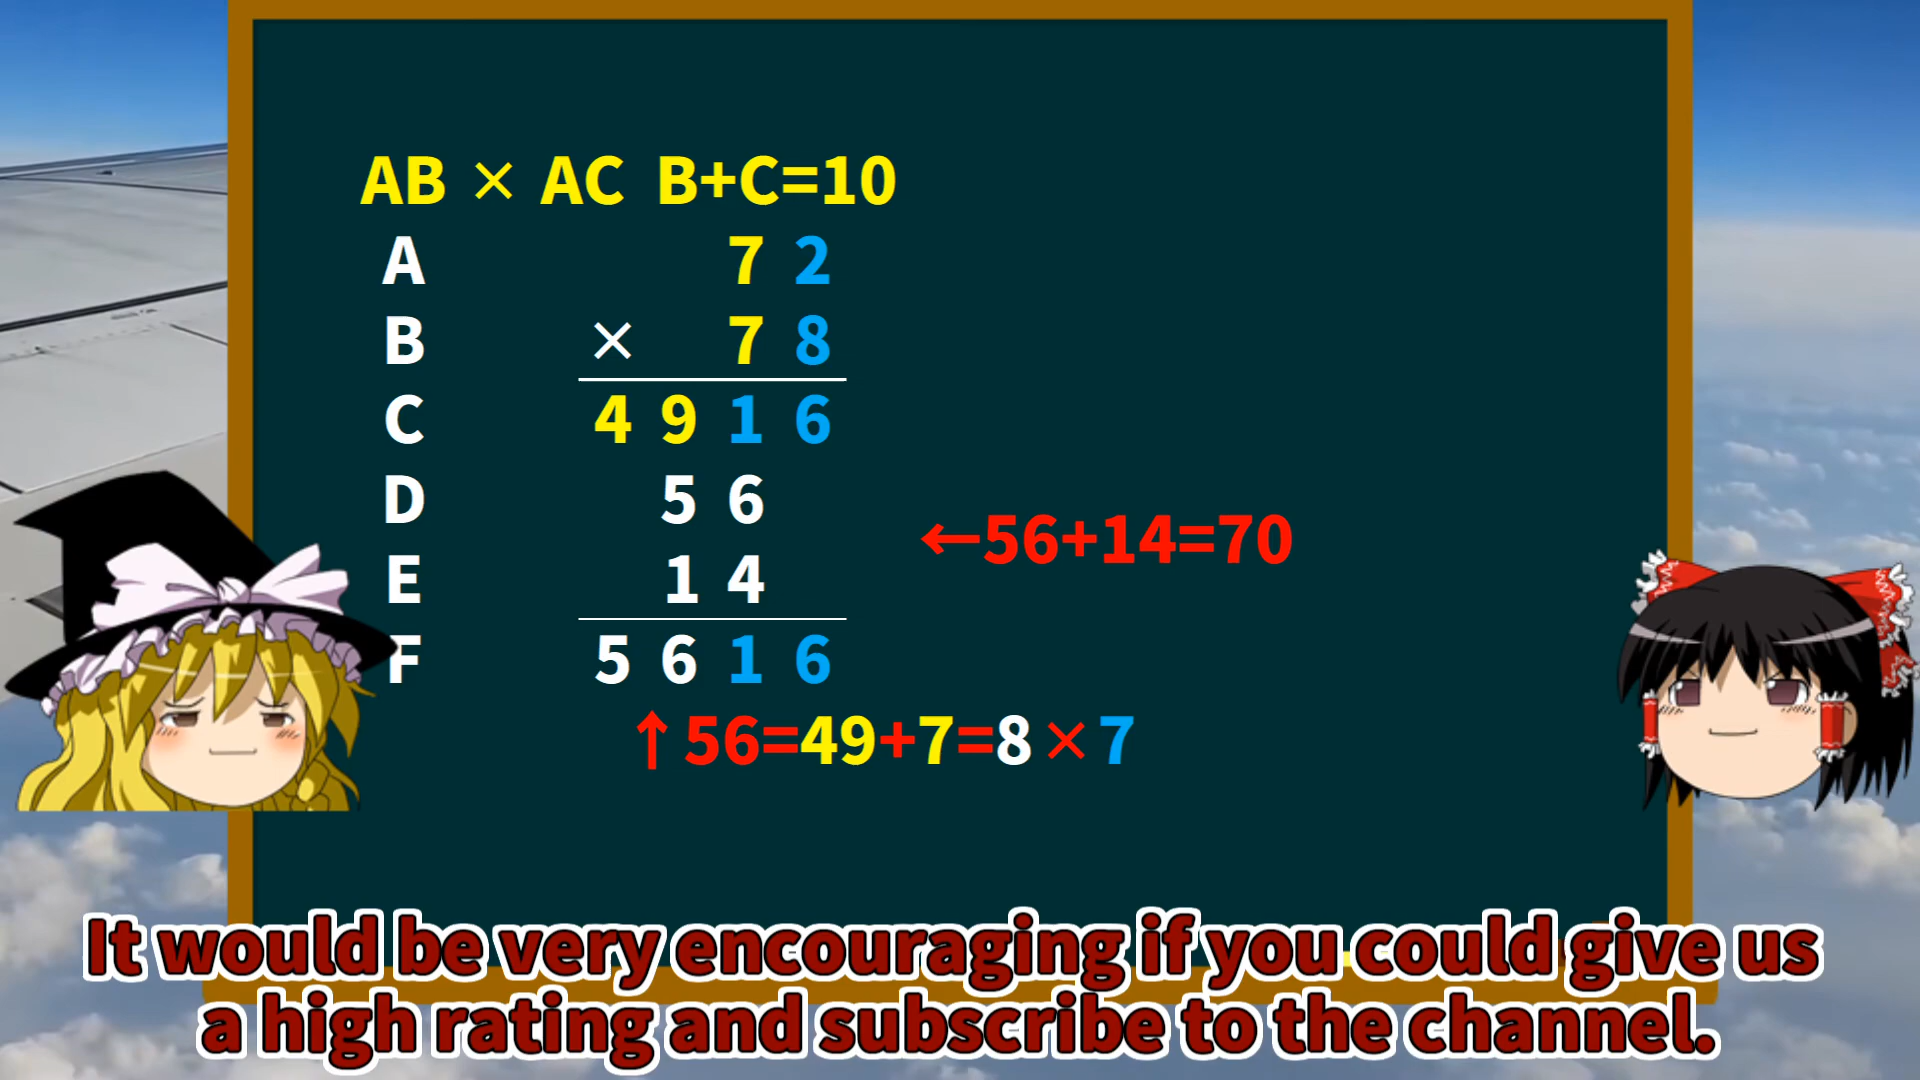 AB × AC B+C=10
A 7 2
B × 7 8
C 4 9 1 6
D 5 6
←56+14=70
E 1 4
F 5 6 1 6
↑56=49+7=8×7
It would be very encouraging if you could give us
a high rating and subscribe to the channel.